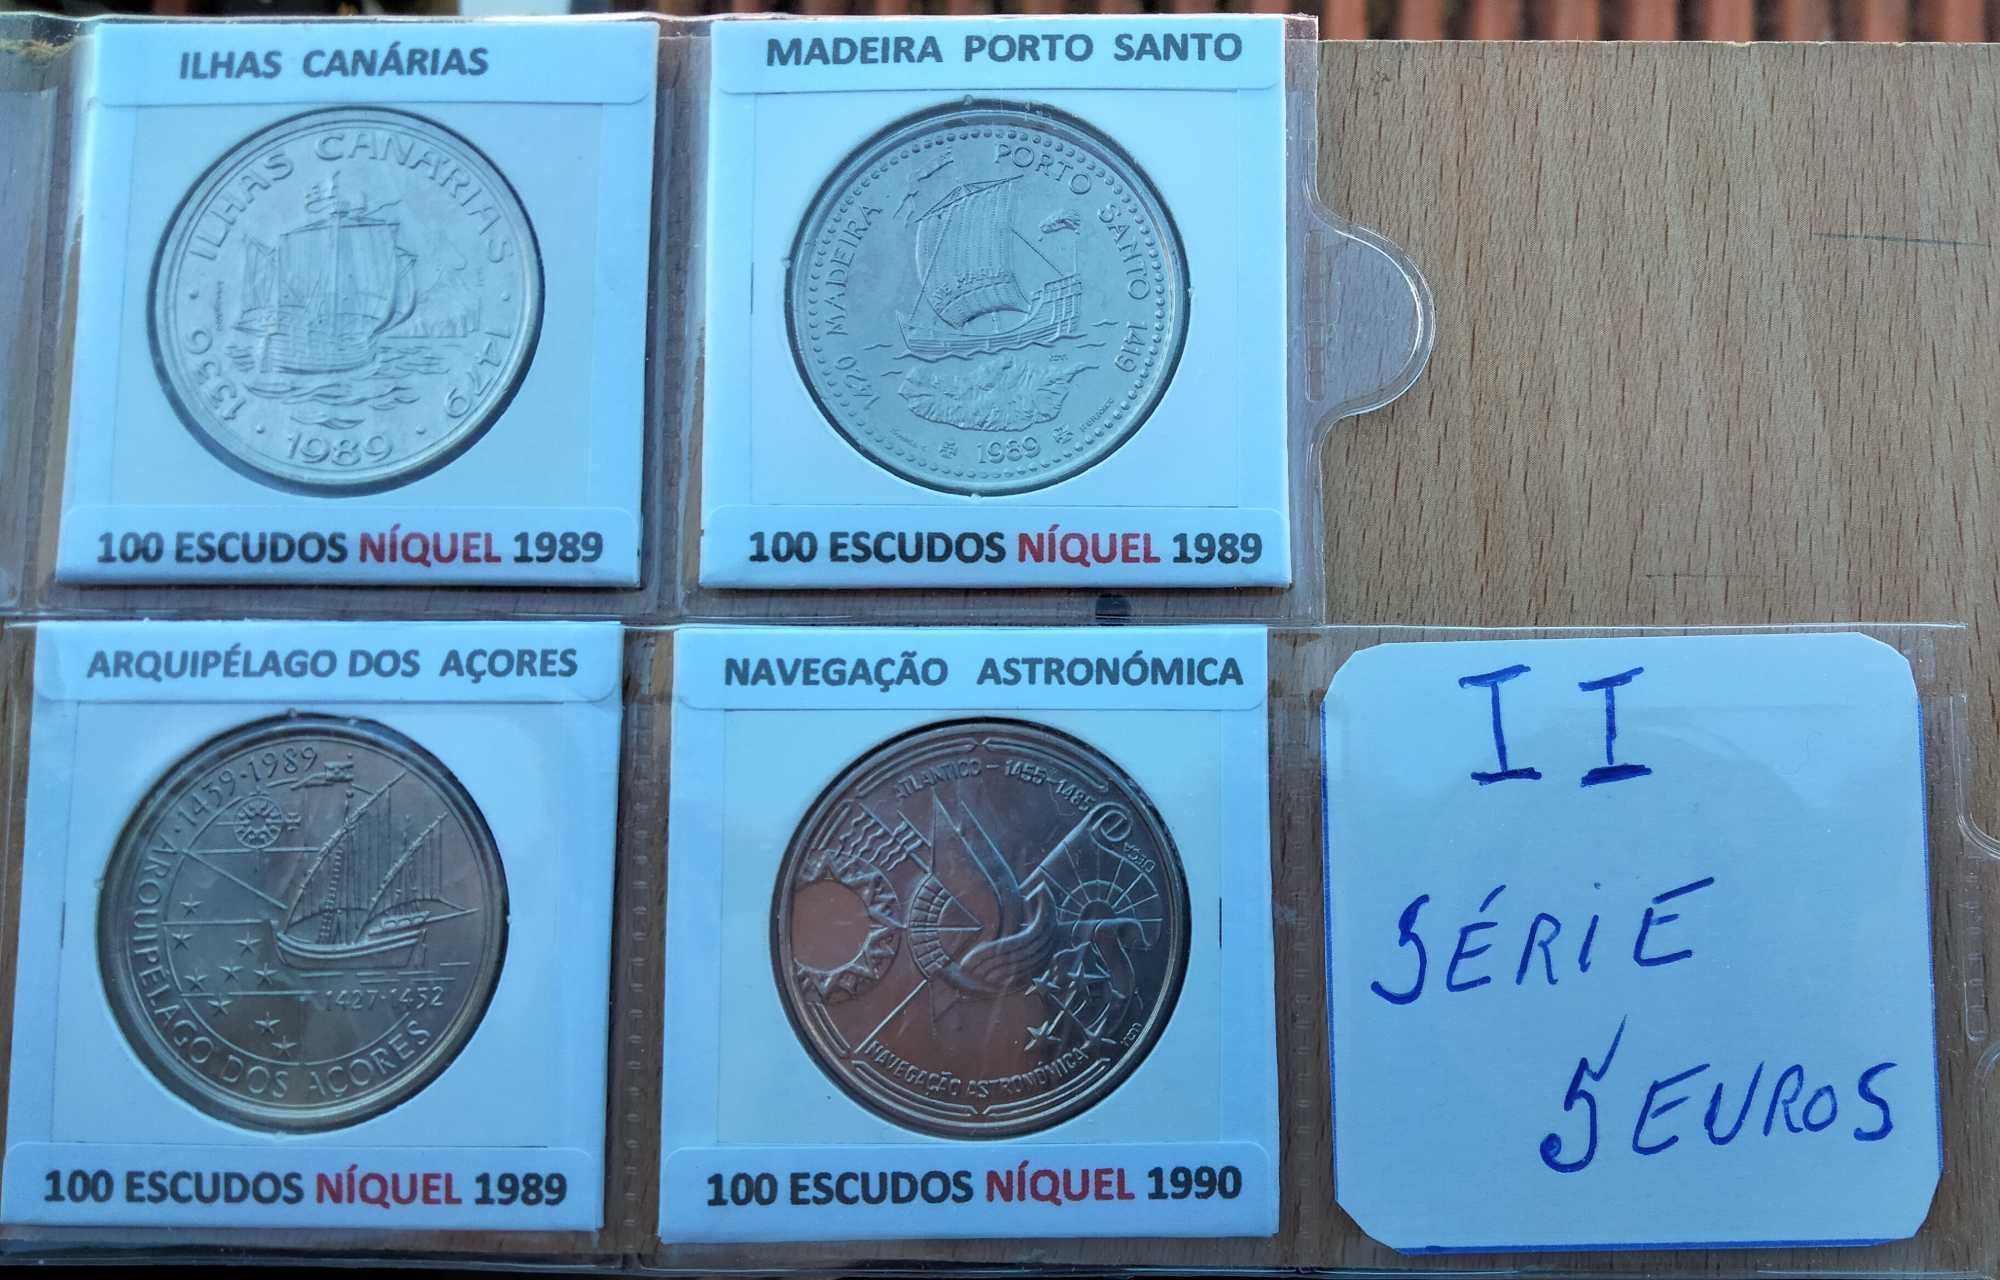 ILHAS CANÁRIAS
ILHAS CANÁRIAS
1336 · 1989 · 1479
100 ESCUDOS NÍQUEL 1989
MADEIRA PORTO SANTO
1420 MADEIRA PORTO SANTO 1419
AVE MARIA
1989
100 ESCUDOS NÍQUEL 1989
ARQUIPÉLAGO DOS AÇORES
1439·1989
ARQUIPÉLAGO DOS AÇORES
1427·1452
100 ESCUDOS NÍQUEL 1989
NAVEGAÇÃO ASTRONÓMICA
ATLANTICO - 1455-1485
NAVEGAÇÃO ASTRONÓMICA
100 ESCUDOS NÍQUEL 1990
II
SÉRIE
5 EUROS